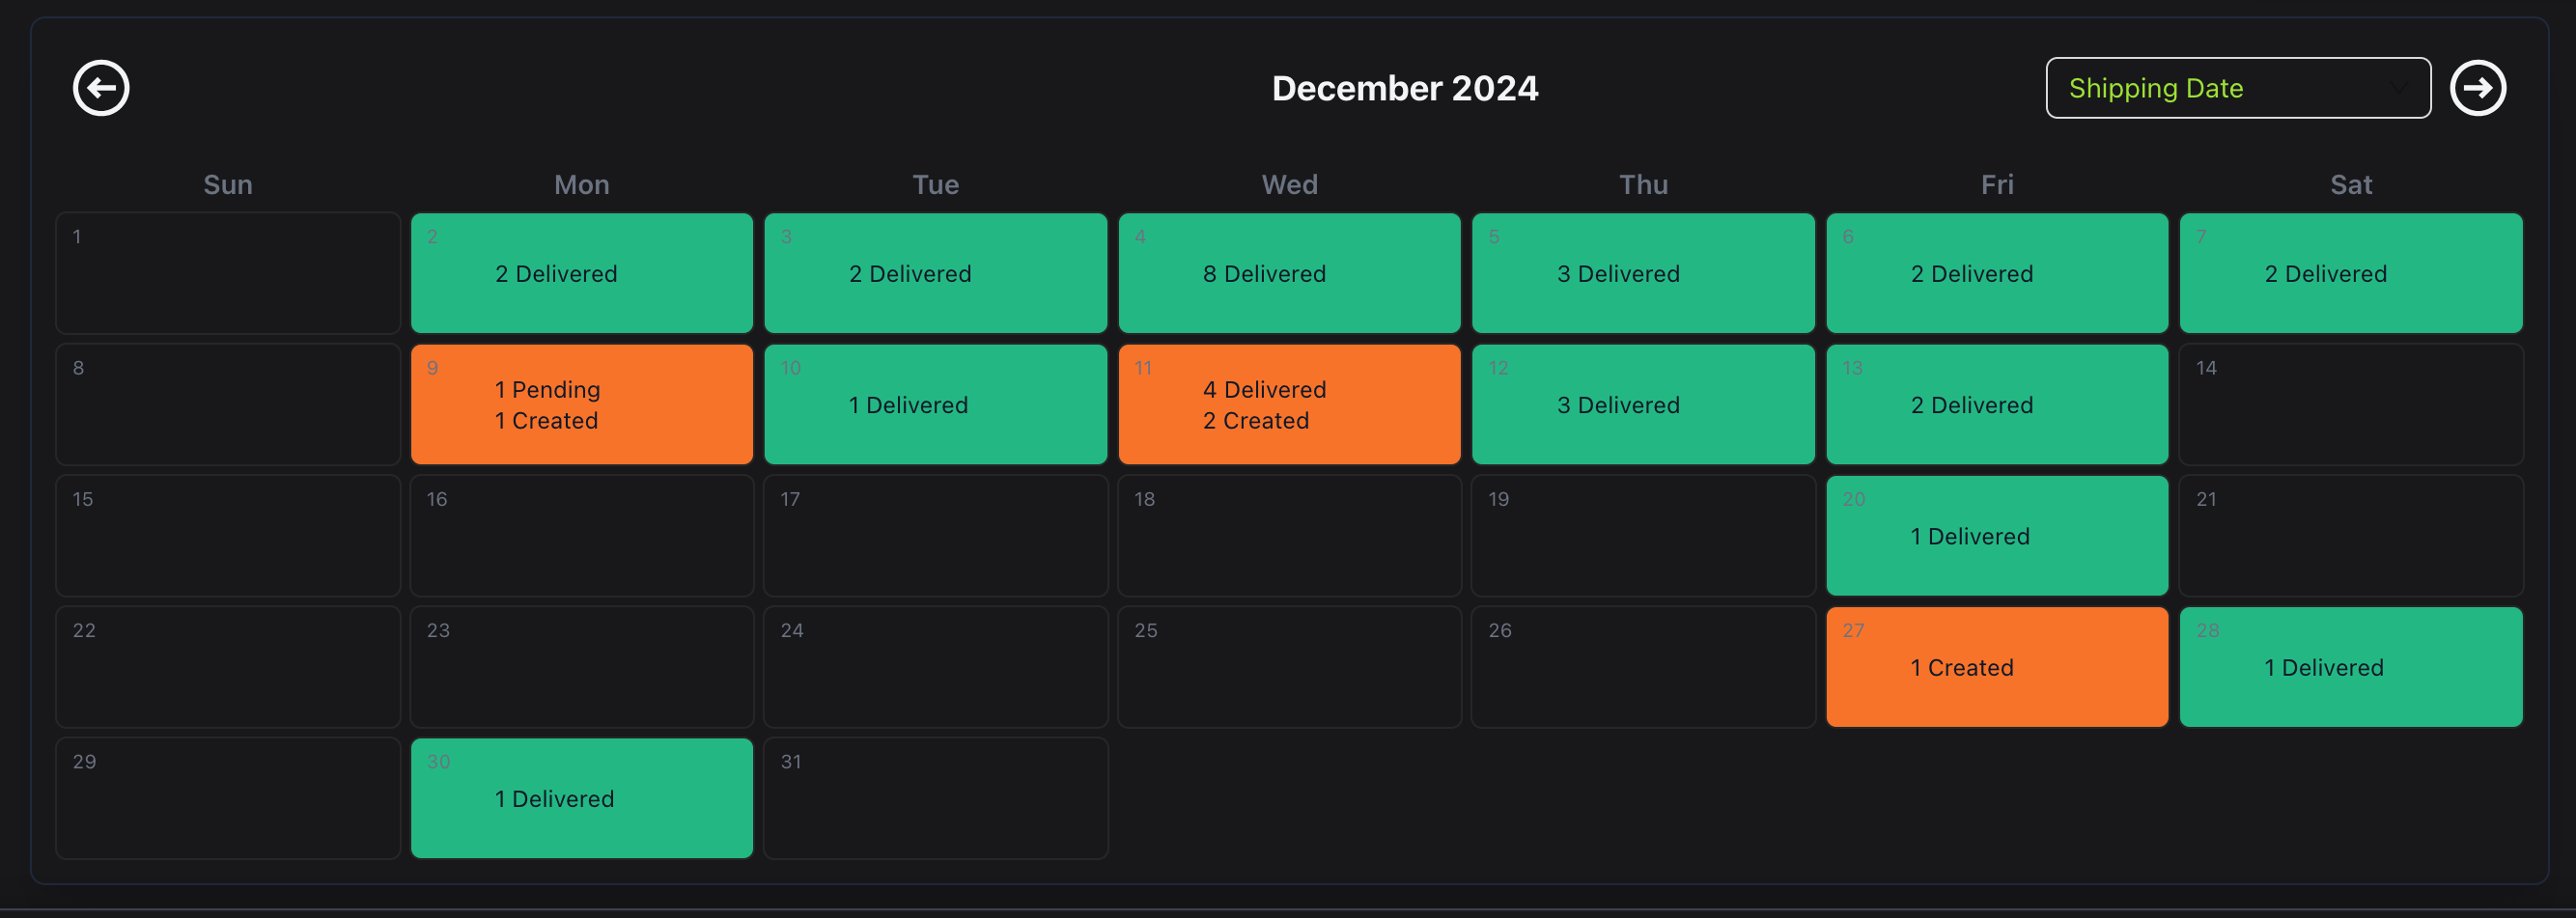 December 2024
Shipping Date
Sun Mon Tue Wed Thu Fri Sat
1
2
2 Delivered
3
2 Delivered
4
8 Delivered
5
3 Delivered
6
2 Delivered
7
2 Delivered
8
9
1 Pending
1 Created
10
1 Delivered
11
4 Delivered
2 Created
12
3 Delivered
13
2 Delivered
14
15
16
17
18
19
20
1 Delivered
21
22
23
24
25
26
27
1 Created
28
1 Delivered
29
30
1 Delivered
31